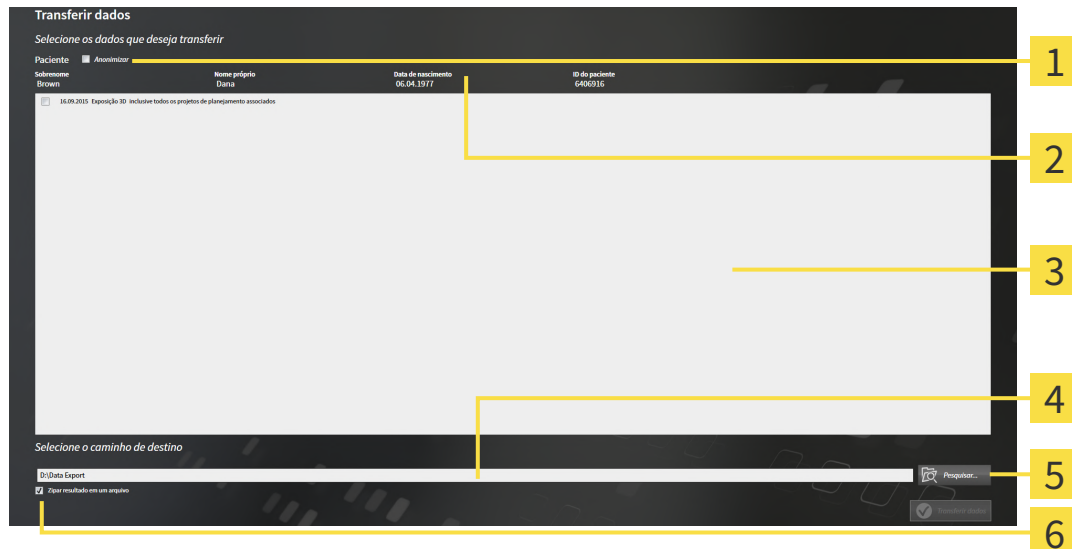 Transferir dados
Selecione os dados que deseja transferir
Paciente Anonimizar
1
Sobrenome Nome próprio Data de nascimento ID do paciente
Brown Dana 06.04.1977 6406916
16.09.2015 Exposição 3D inclusive todos os projetos de planejamento associados
2
3
4
Selecione o caminho de destino
D:\Data Export Pesquisar...
5
Zipar resultado em um arquivo
Transferir dados
6